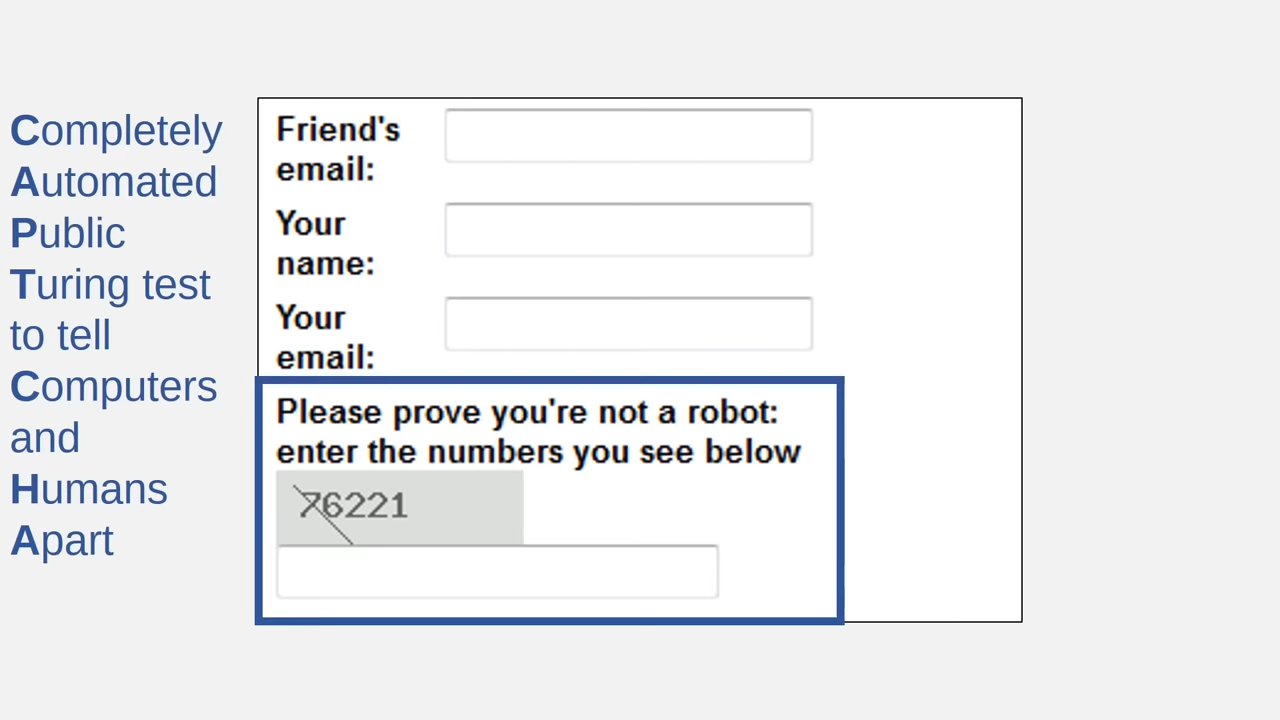 Completely
Automated
Public
Turing test
to tell
Computers
and
Humans
Apart
Friend's
email:
Your
name:
Your
email:
Please prove you're not a robot:
enter the numbers you see below
76221